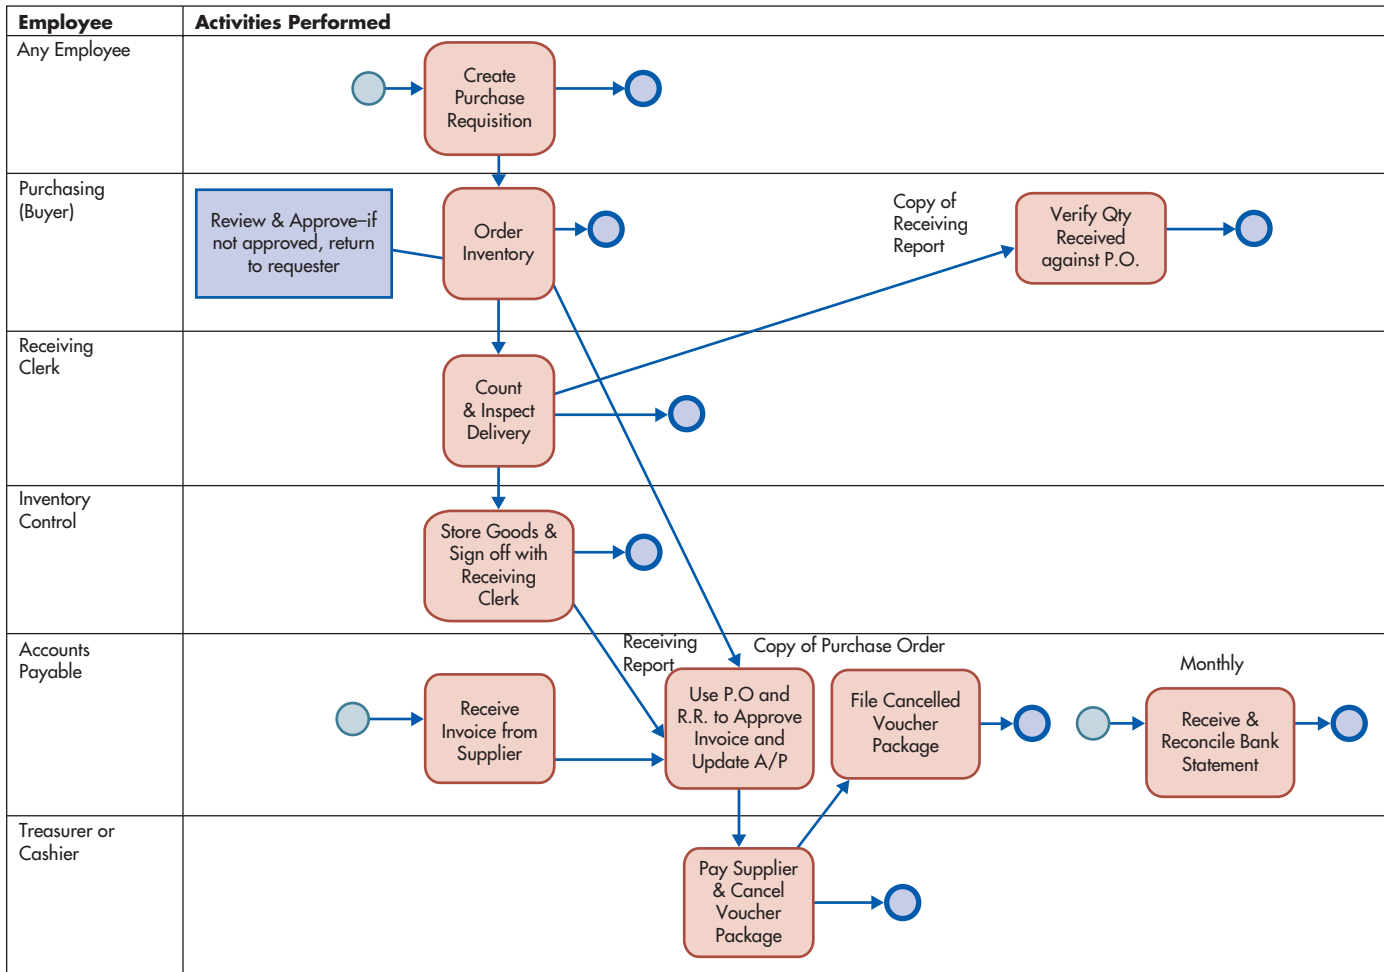 Employee
Activities Performed
Any Employee
Create
Purchase
Requisition
Purchasing
(Buyer)
Review & Approve–if
not approved, return
to requester
Order
Inventory
Copy of
Receiving
Report
Verify Qty
Received
against P.O.
Receiving
Clerk
Count
& Inspect
Delivery
Inventory
Control
Store Goods &
Sign off with
Receiving
Clerk
Accounts
Payable
Receiving
Report
Copy of Purchase Order
Monthly
Receive
Invoice from
Supplier
Use P.O and
R.R. to Approve
Invoice and
Update A/P
File Cancelled
Voucher
Package
Receive &
Reconcile Bank
Statement
Treasurer or
Cashier
Pay Supplier
& Cancel
Voucher
Package